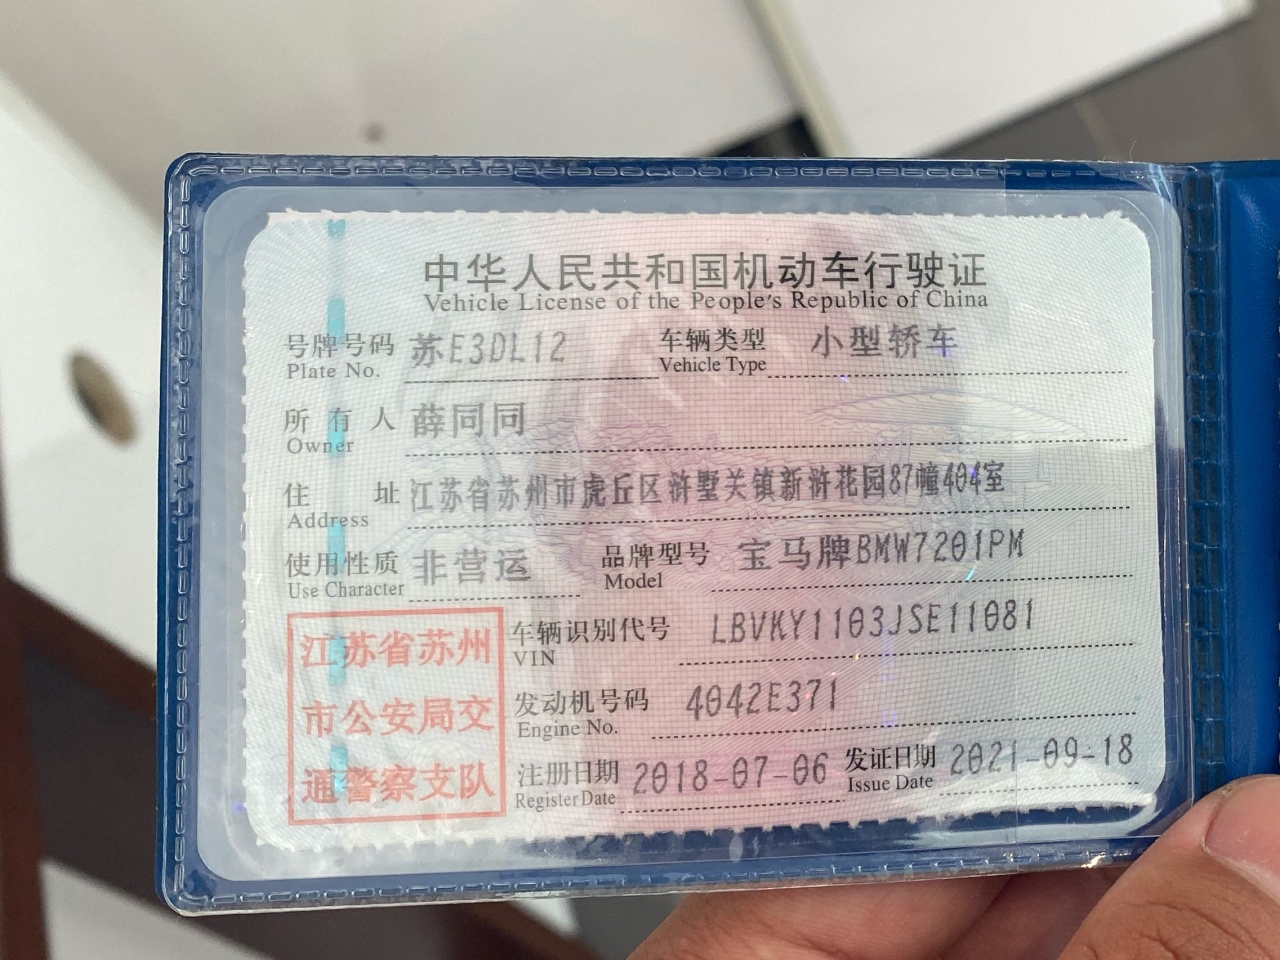 中华人民共和国机动车行驶证
Vehicle License of the People's Republic of China
号牌号码 苏E3DL12 车辆类型 小型轿车
Plate No. Vehicle Type
所有人 薛同同
Owner
住址 江苏省苏州市虎丘区浒墅关镇新浒花园87幢404室
Address
使用性质 非营运 品牌型号 宝马牌BMW7201PM
Use Character Model
江苏省苏州
市公安局交
通警察支队
车辆识别代号 LBVKY1103JSE11081
VIN
发动机号码 4042E371
Engine No.
注册日期 2018-07-06 发证日期 2021-09-18
Register Date Issue Date